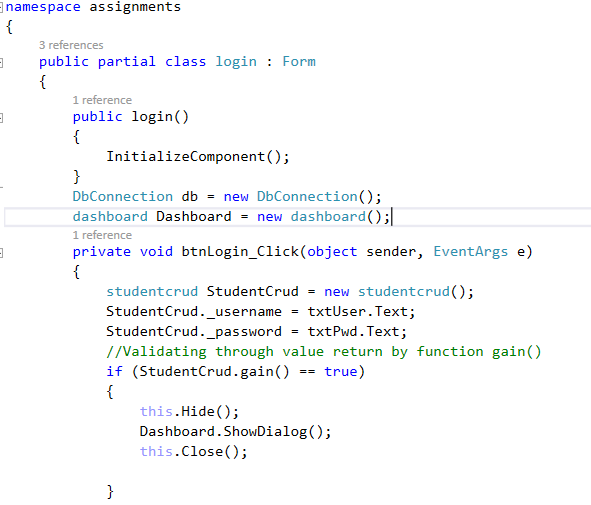 namespace assignments
{
3 references
public partial class login : Form
{
1 reference
public login()
{
InitializeComponent();
}
DbConnection db = new DbConnection();
dashboard Dashboard = new dashboard();
1 reference
private void btnLogin_Click(object sender, EventArgs e)
{
studentcrud StudentCrud = new studentcrud();
StudentCrud._username = txtUser.Text;
StudentCrud._password = txtPwd.Text;
//Validating through value return by function gain()
if (StudentCrud.gain() == true)
{
this.Hide();
Dashboard.ShowDialog();
this.Close();
}